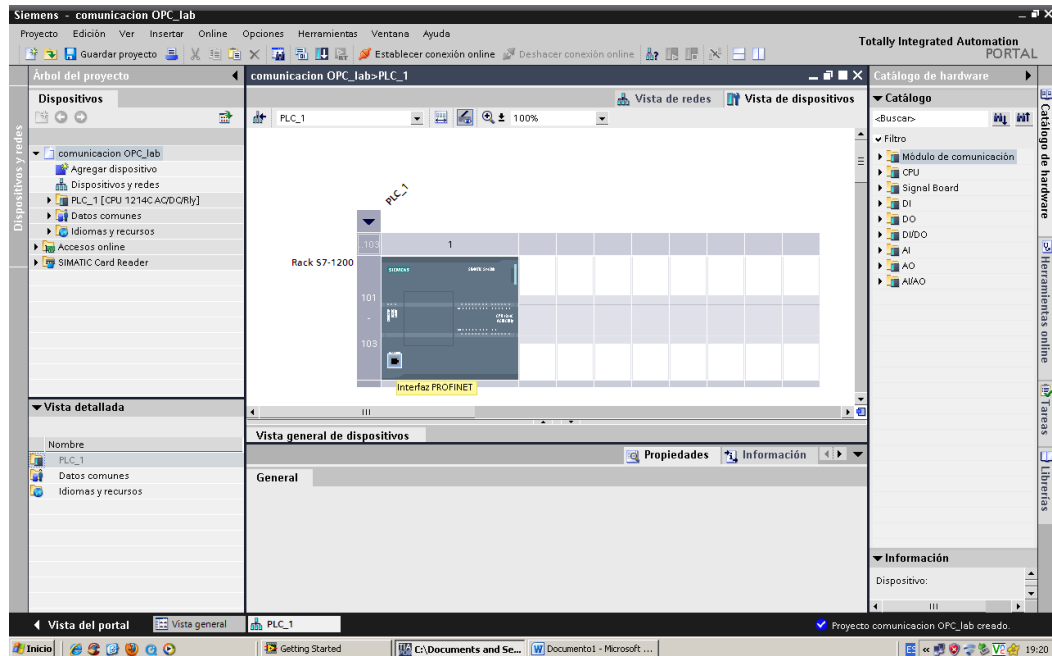 Siemens - comunicacion OPC_lab
Proyecto Edición Ver Insertar Online Opciones Herramientas Ventana Ayuda
Totally Integrated Automation
PORTAL
Guardar proyecto Establecer conexión online Deshacer conexión online
Árbol del proyecto
Dispositivos
Dispositivos y redes
comunicacion OPC_lab
Agregar dispositivo
Dispositivos y redes
PLC_1 [CPU 1214C AC/DC/Rly]
Datos comunes
Idiomas y recursos
Accesos online
SIMATIC Card Reader
Vista detallada
Nombre
PLC_1
Datos comunes
Idiomas y recursos
comunicacion OPC_lab>PLC_1
Vista de redes Vista de dispositivos
PLC_1 100%
PLC_1
..103 1
Rack S7-1200
SIEMENS
101
-
103
Interfaz PROFINET
Vista general de dispositivos
Propiedades Información
General
Catálogo de hardware
Catálogo
<Buscar>
Filtro
Módulo de comunicación
CPU
Signal Board
DI
DO
DI/DO
AI
AO
AI/AO
Información
Dispositivo:
Catálogo de hardware
Herramientas online
Tareas
Librerías
Vista del portal Vista general PLC_1 Proyecto comunicacion OPC_lab creado.
Inicio Getting Started C:\Documents and Se... Documento1 - Microsoft ... ES 19:20